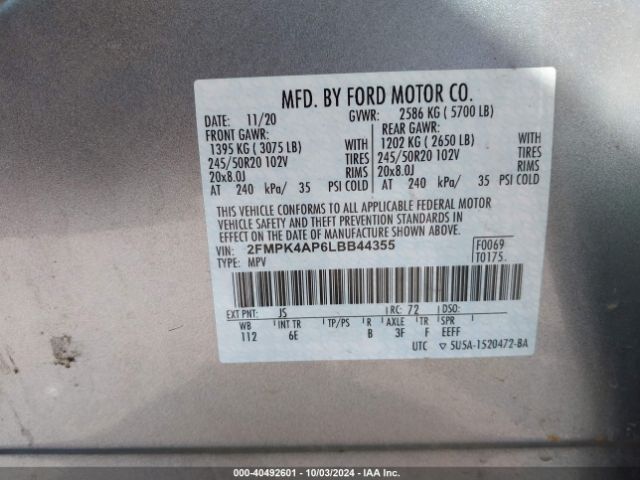 MFD. BY FORD MOTOR CO.
DATE: 11/20 GVWR: 2586 KG ( 5700 LB)
FRONT GAWR: REAR GAWR:
1395 KG ( 3075 LB) WITH 1202 KG ( 2650 LB) WITH
245/50R20 102V TIRES 245/50R20 102V TIRES
20x8.0J RIMS 20x8.0J RIMS
AT 240 kPa/ 35 PSI COLD AT 240 kPa/ 35 PSI COLD
THIS VEHICLE CONFORMS TO ALL APPLICABLE FEDERAL MOTOR
VEHICLE SAFETY AND THEFT PREVENTION STANDARDS IN
EFFECT ON THE DATE OF MANUFACTURE SHOWN ABOVE.
VIN: 2FMPK4AP6LBB44355 F0069
TYPE: MPV T0175.
EXT PNT: JS RC: 72 DSO:
WB INT TR TP/PS R AXLE TR SPR
112 6E B 3F F EEFF
UTC ▽ 5U5A-1520472-BA
000-40492601 - 10/03/2024 - IAA Inc.